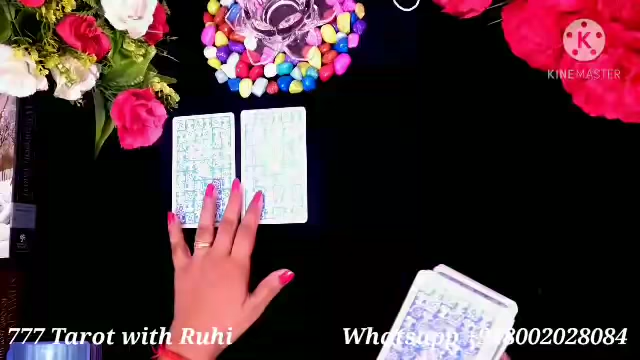 K
KINEMASTER
777 Tarot with Ruhi
Whatsapp
8002028084